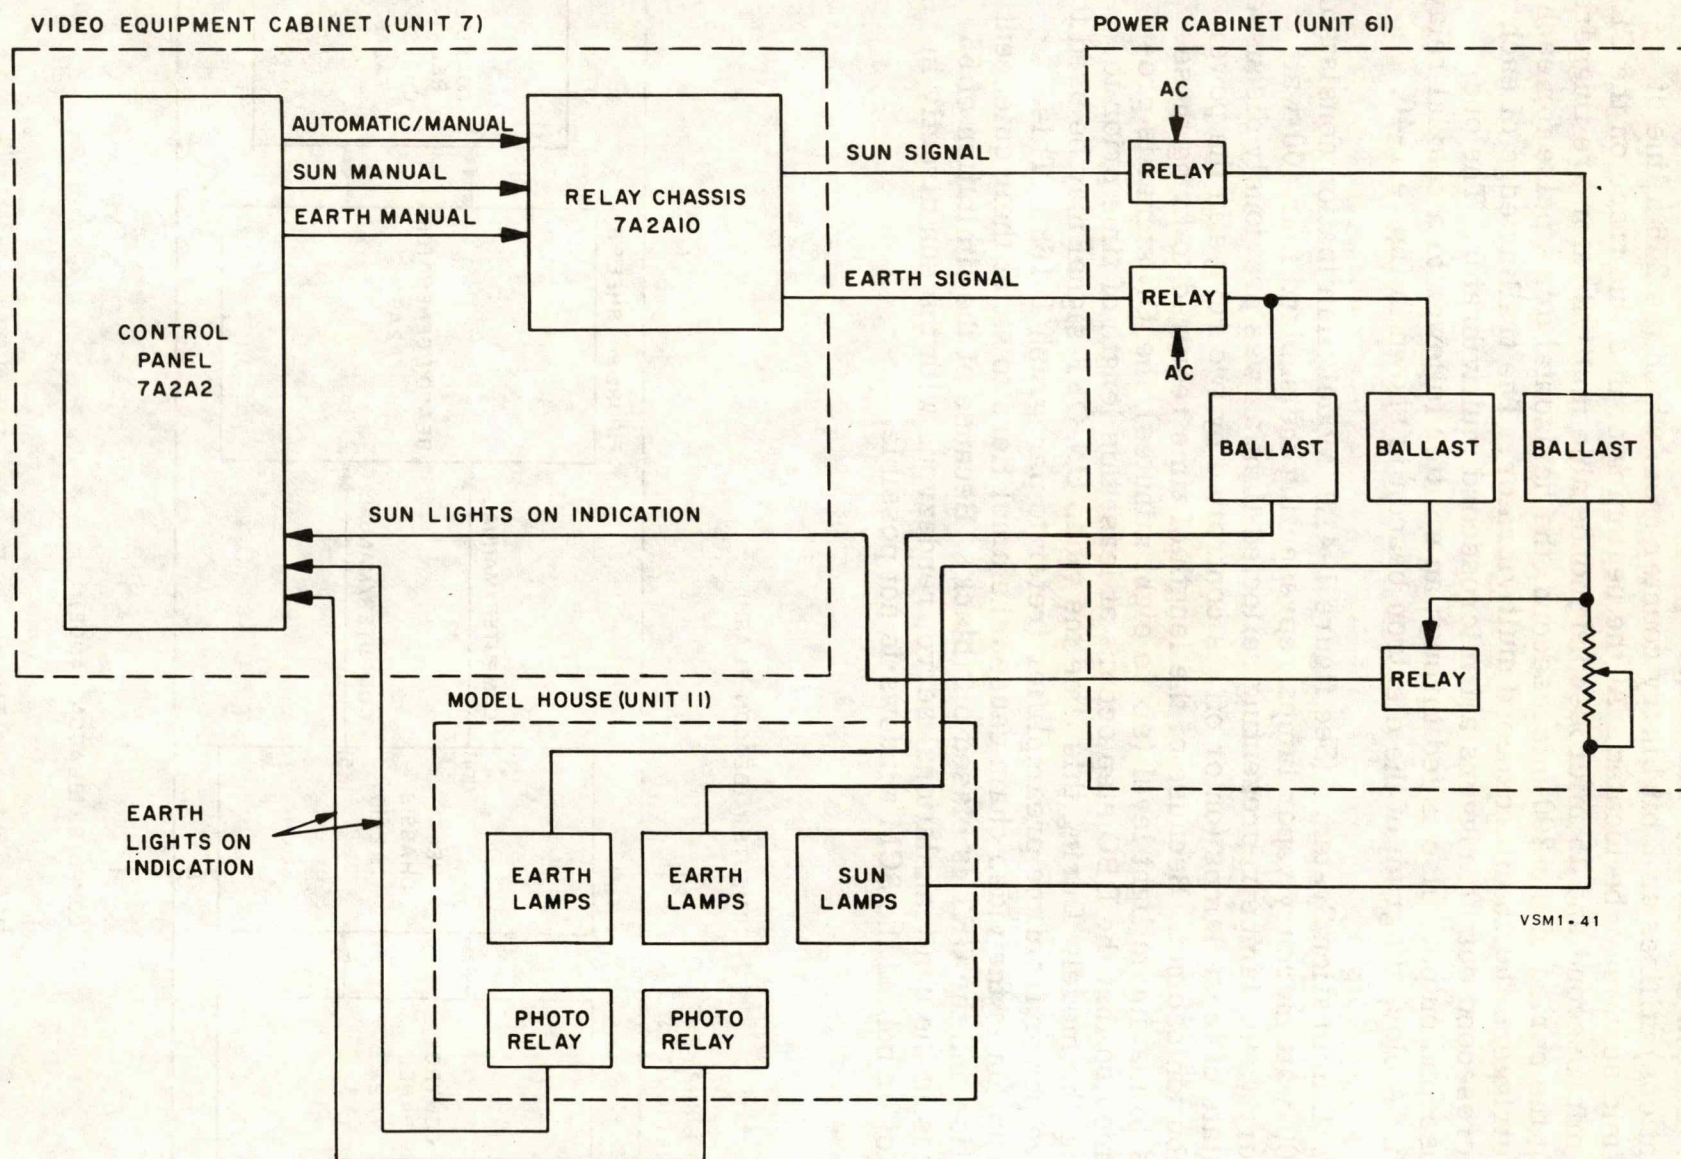 VIDEO EQUIPMENT CABINET (UNIT 7)
POWER CABINET (UNIT 61)
CONTROL
PANEL
7A2A2
AUTOMATIC/MANUAL
SUN MANUAL
EARTH MANUAL
RELAY CHASSIS
7A2A10
SUN SIGNAL
EARTH SIGNAL
AC
RELAY
RELAY
AC
BALLAST
BALLAST
BALLAST
SUN LIGHTS ON INDICATION
RELAY
MODEL HOUSE (UNIT 11)
EARTH
LIGHTS ON
INDICATION
EARTH
LAMPS
EARTH
LAMPS
SUN
LAMPS
PHOTO
RELAY
PHOTO
RELAY
VSM1-41